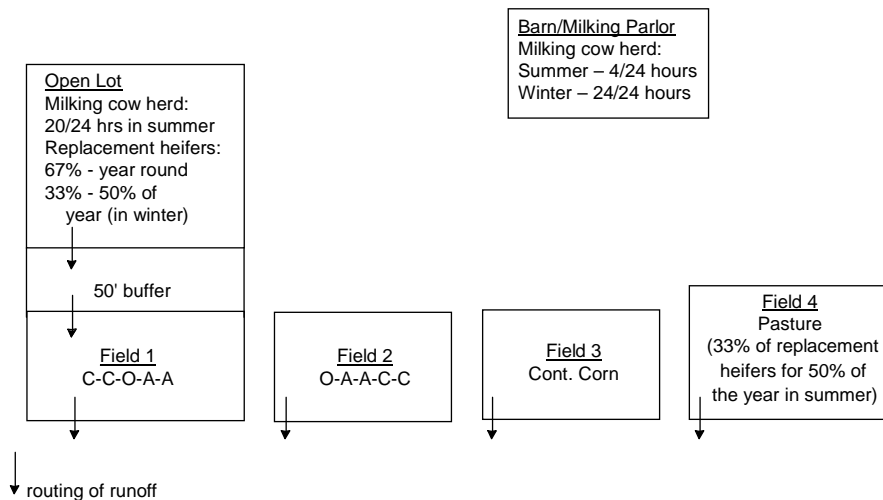 Barn/Milking Parlor
Milking cow herd:
Summer – 4/24 hours
Winter – 24/24 hours
Open Lot
Milking cow herd:
20/24 hrs in summer
Replacement heifers:
67% - year round
33% - 50% of
year (in winter)
50' buffer
Field 1
C-C-O-A-A
Field 2
O-A-A-C-C
Field 3
Cont. Corn
Field 4
Pasture
(33% of replacement
heifers for 50% of
the year in summer)
routing of runoff